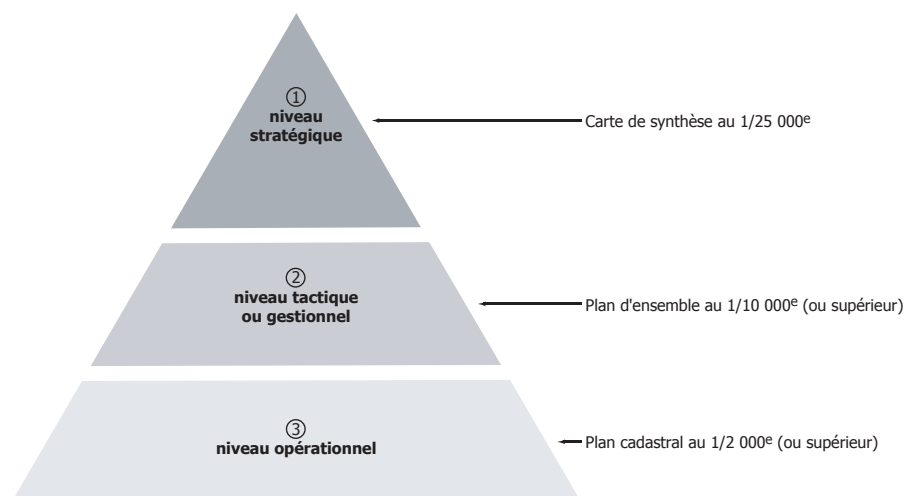 ①
niveau
stratégique
Carte de synthèse au 1/25 000e
②
niveau tactique
ou gestionnel
Plan d'ensemble au 1/10 000e (ou supérieur)
③
niveau opérationnel
Plan cadastral au 1/2 000e (ou supérieur)